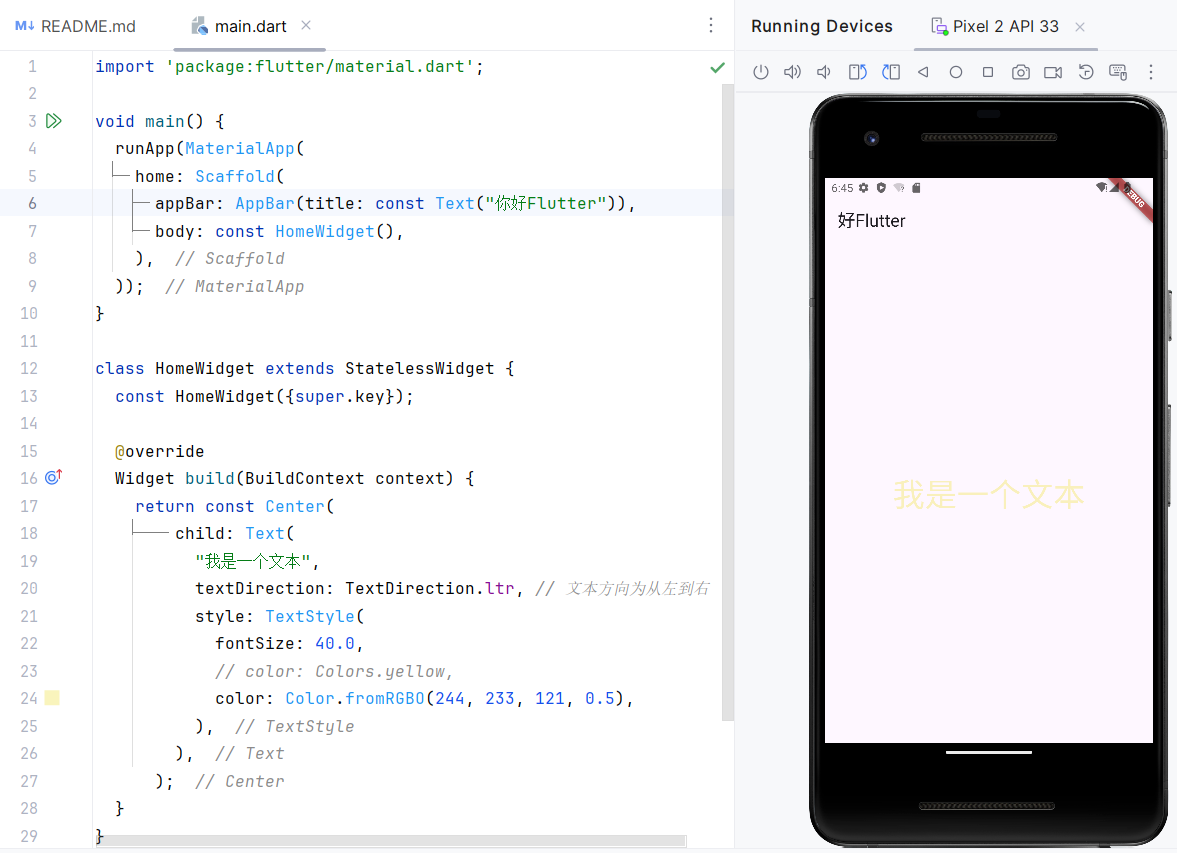 README.md
main.dart
Running Devices
Pixel 2 API 33
1 import 'package:flutter/material.dart';
2
3 void main() {
4 runApp(MaterialApp(
5 home: Scaffold(
6 appBar: AppBar(title: const Text("你好Flutter")),
7 body: const HomeWidget(),
8 ), // Scaffold
9 )); // MaterialApp
10 }
11
12 class HomeWidget extends StatelessWidget {
13 const HomeWidget({super.key});
14
15 @override
16 Widget build(BuildContext context) {
17 return const Center(
18 child: Text(
19 "我是一个文本",
20 textDirection: TextDirection.ltr, // 文本方向为从左到右
21 style: TextStyle(
22 fontSize: 40.0,
23 // color: Colors.yellow,
24 color: Color.fromRGBO(244, 233, 121, 0.5),
25 ), // TextStyle
26 ), // Text
27 ); // Center
28 }
29 }
6:45
DEBUG
好Flutter
我是一个文本